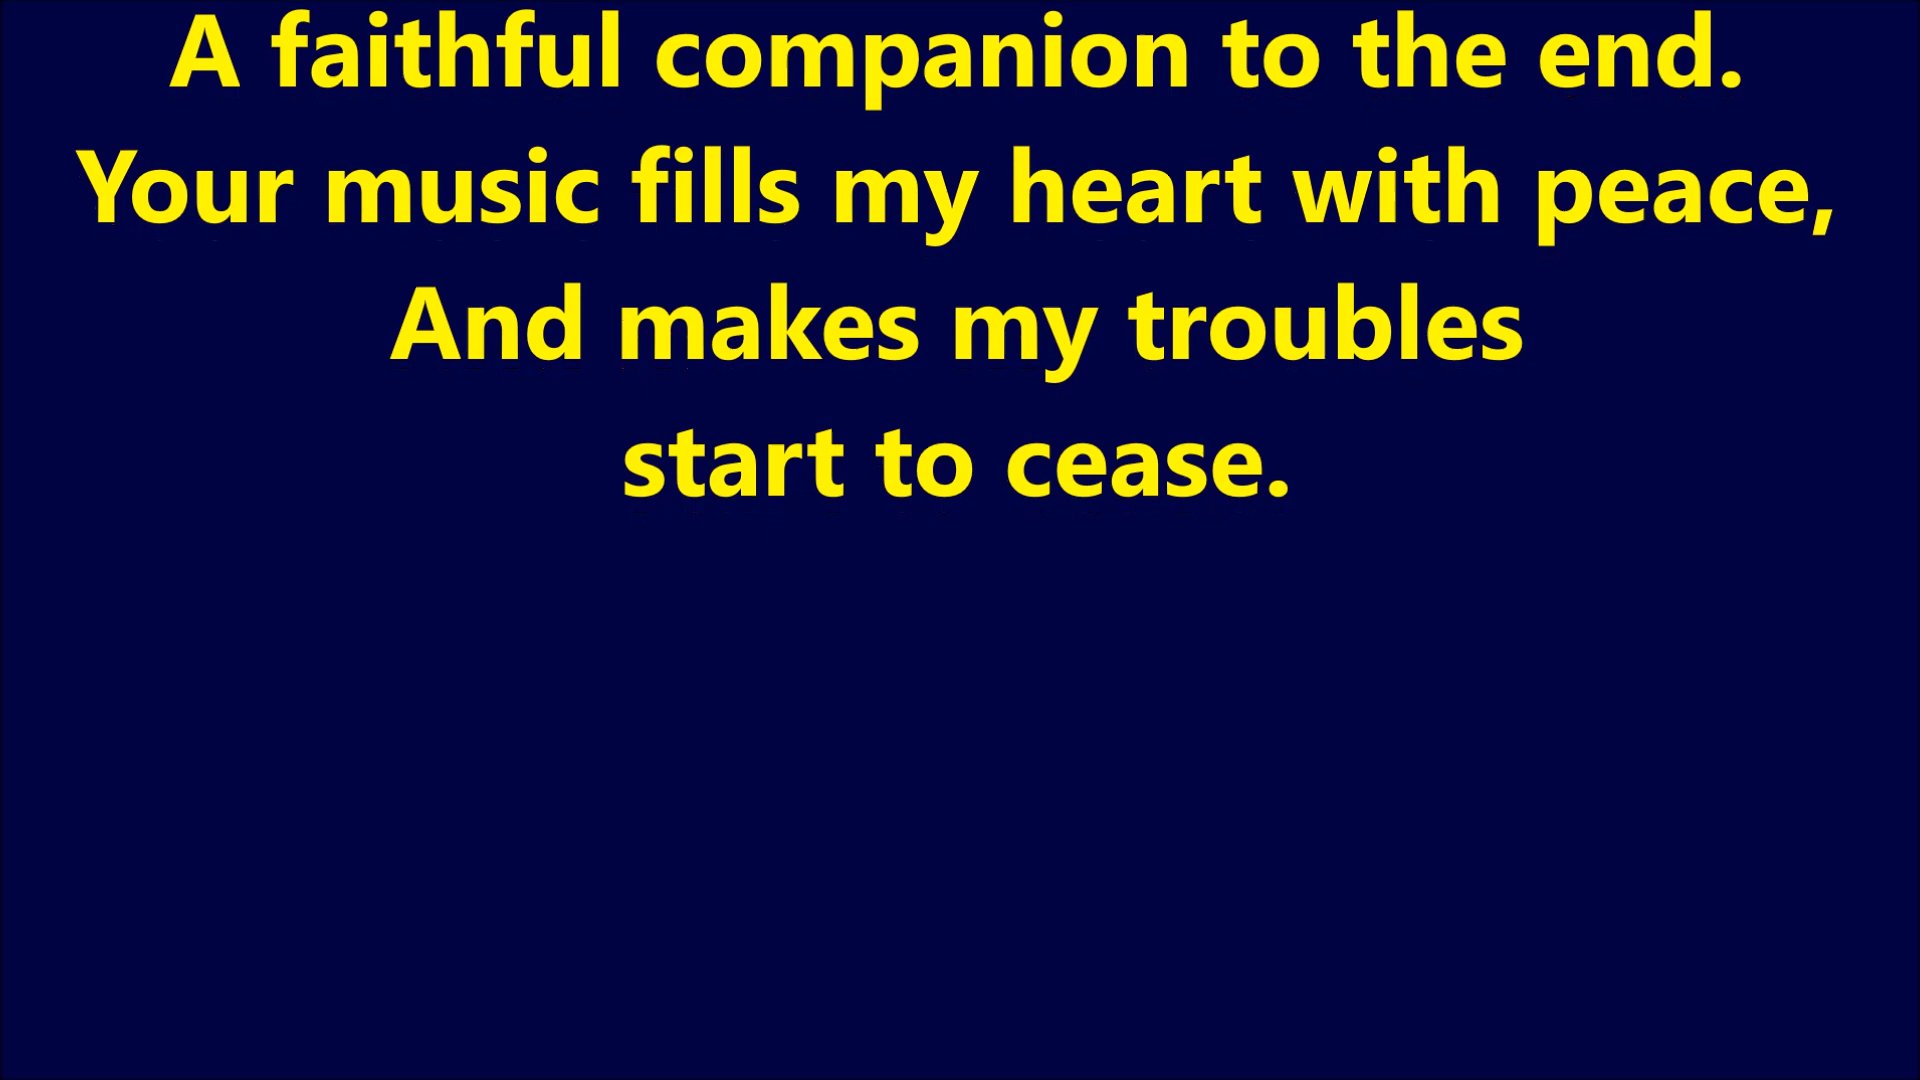 A faithful companion to the end.
Your music fills my heart with peace,
And makes my troubles
start to cease.